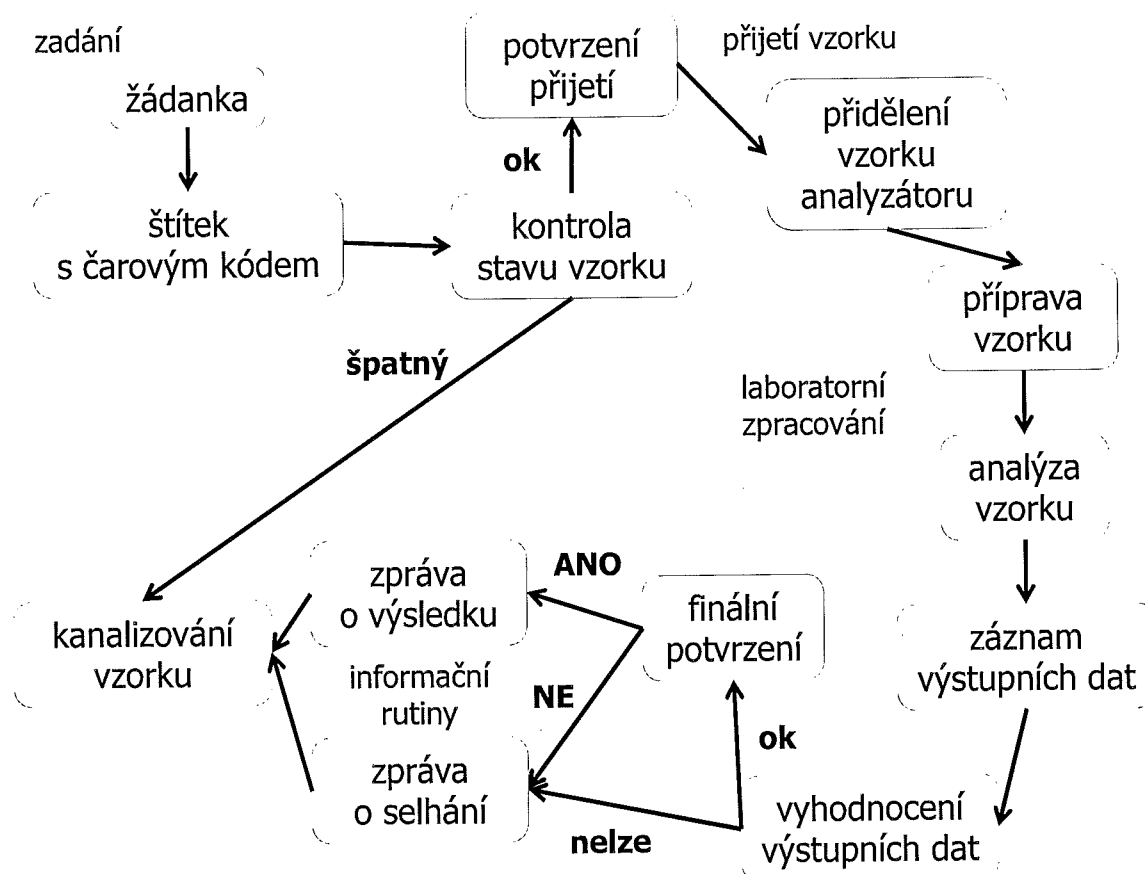 zadání
žádanka
štítek
s čarovým kódem
potvrzení
přijetí
ok
kontrola
stavu vzorku
přijetí vzorku
přidělení
vzorku
analyzátoru
příprava
vzorku
špatný
laboratorní
zpracování
analýza
vzorku
záznam
výstupních dat
vyhodnocení
výstupních dat
ok
nelze
finální
potvrzení
ANO
NE
zpráva
o výsledku
informační
rutiny
zpráva
o selhání
kanalizování
vzorku